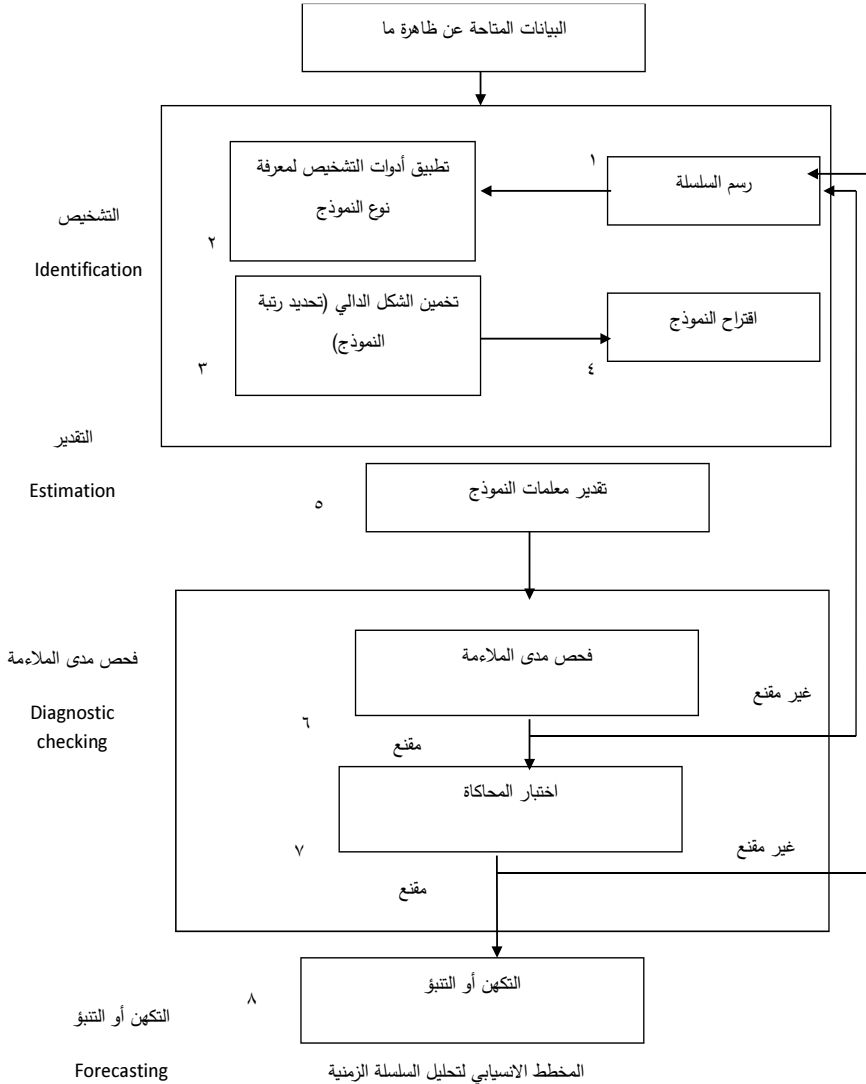 البيانات المتاحة عن ظاهرة ما
١
رسم السلسلة
تطبيق أدوات التشخيص لمعرفة
نوع النموذج
٢
التشخيص
Identification
تخمين الشكل الدالي (تحديد رتبة
النموذج)
٣
اقتراح النموذج
٤
التقدير
Estimation
تقدير معلمات النموذج
٥
فحص مدى الملاءمة
Diagnostic
checking
فحص مدى الملاءمة
٦
غير مقنع
مقنع
اختبار المحاكاة
٧
غير مقنع
مقنع
التكهن أو التنبؤ
٨
التكهن أو التنبؤ
Forecasting
المخطط الانسيابي لتحليل السلسلة الزمنية